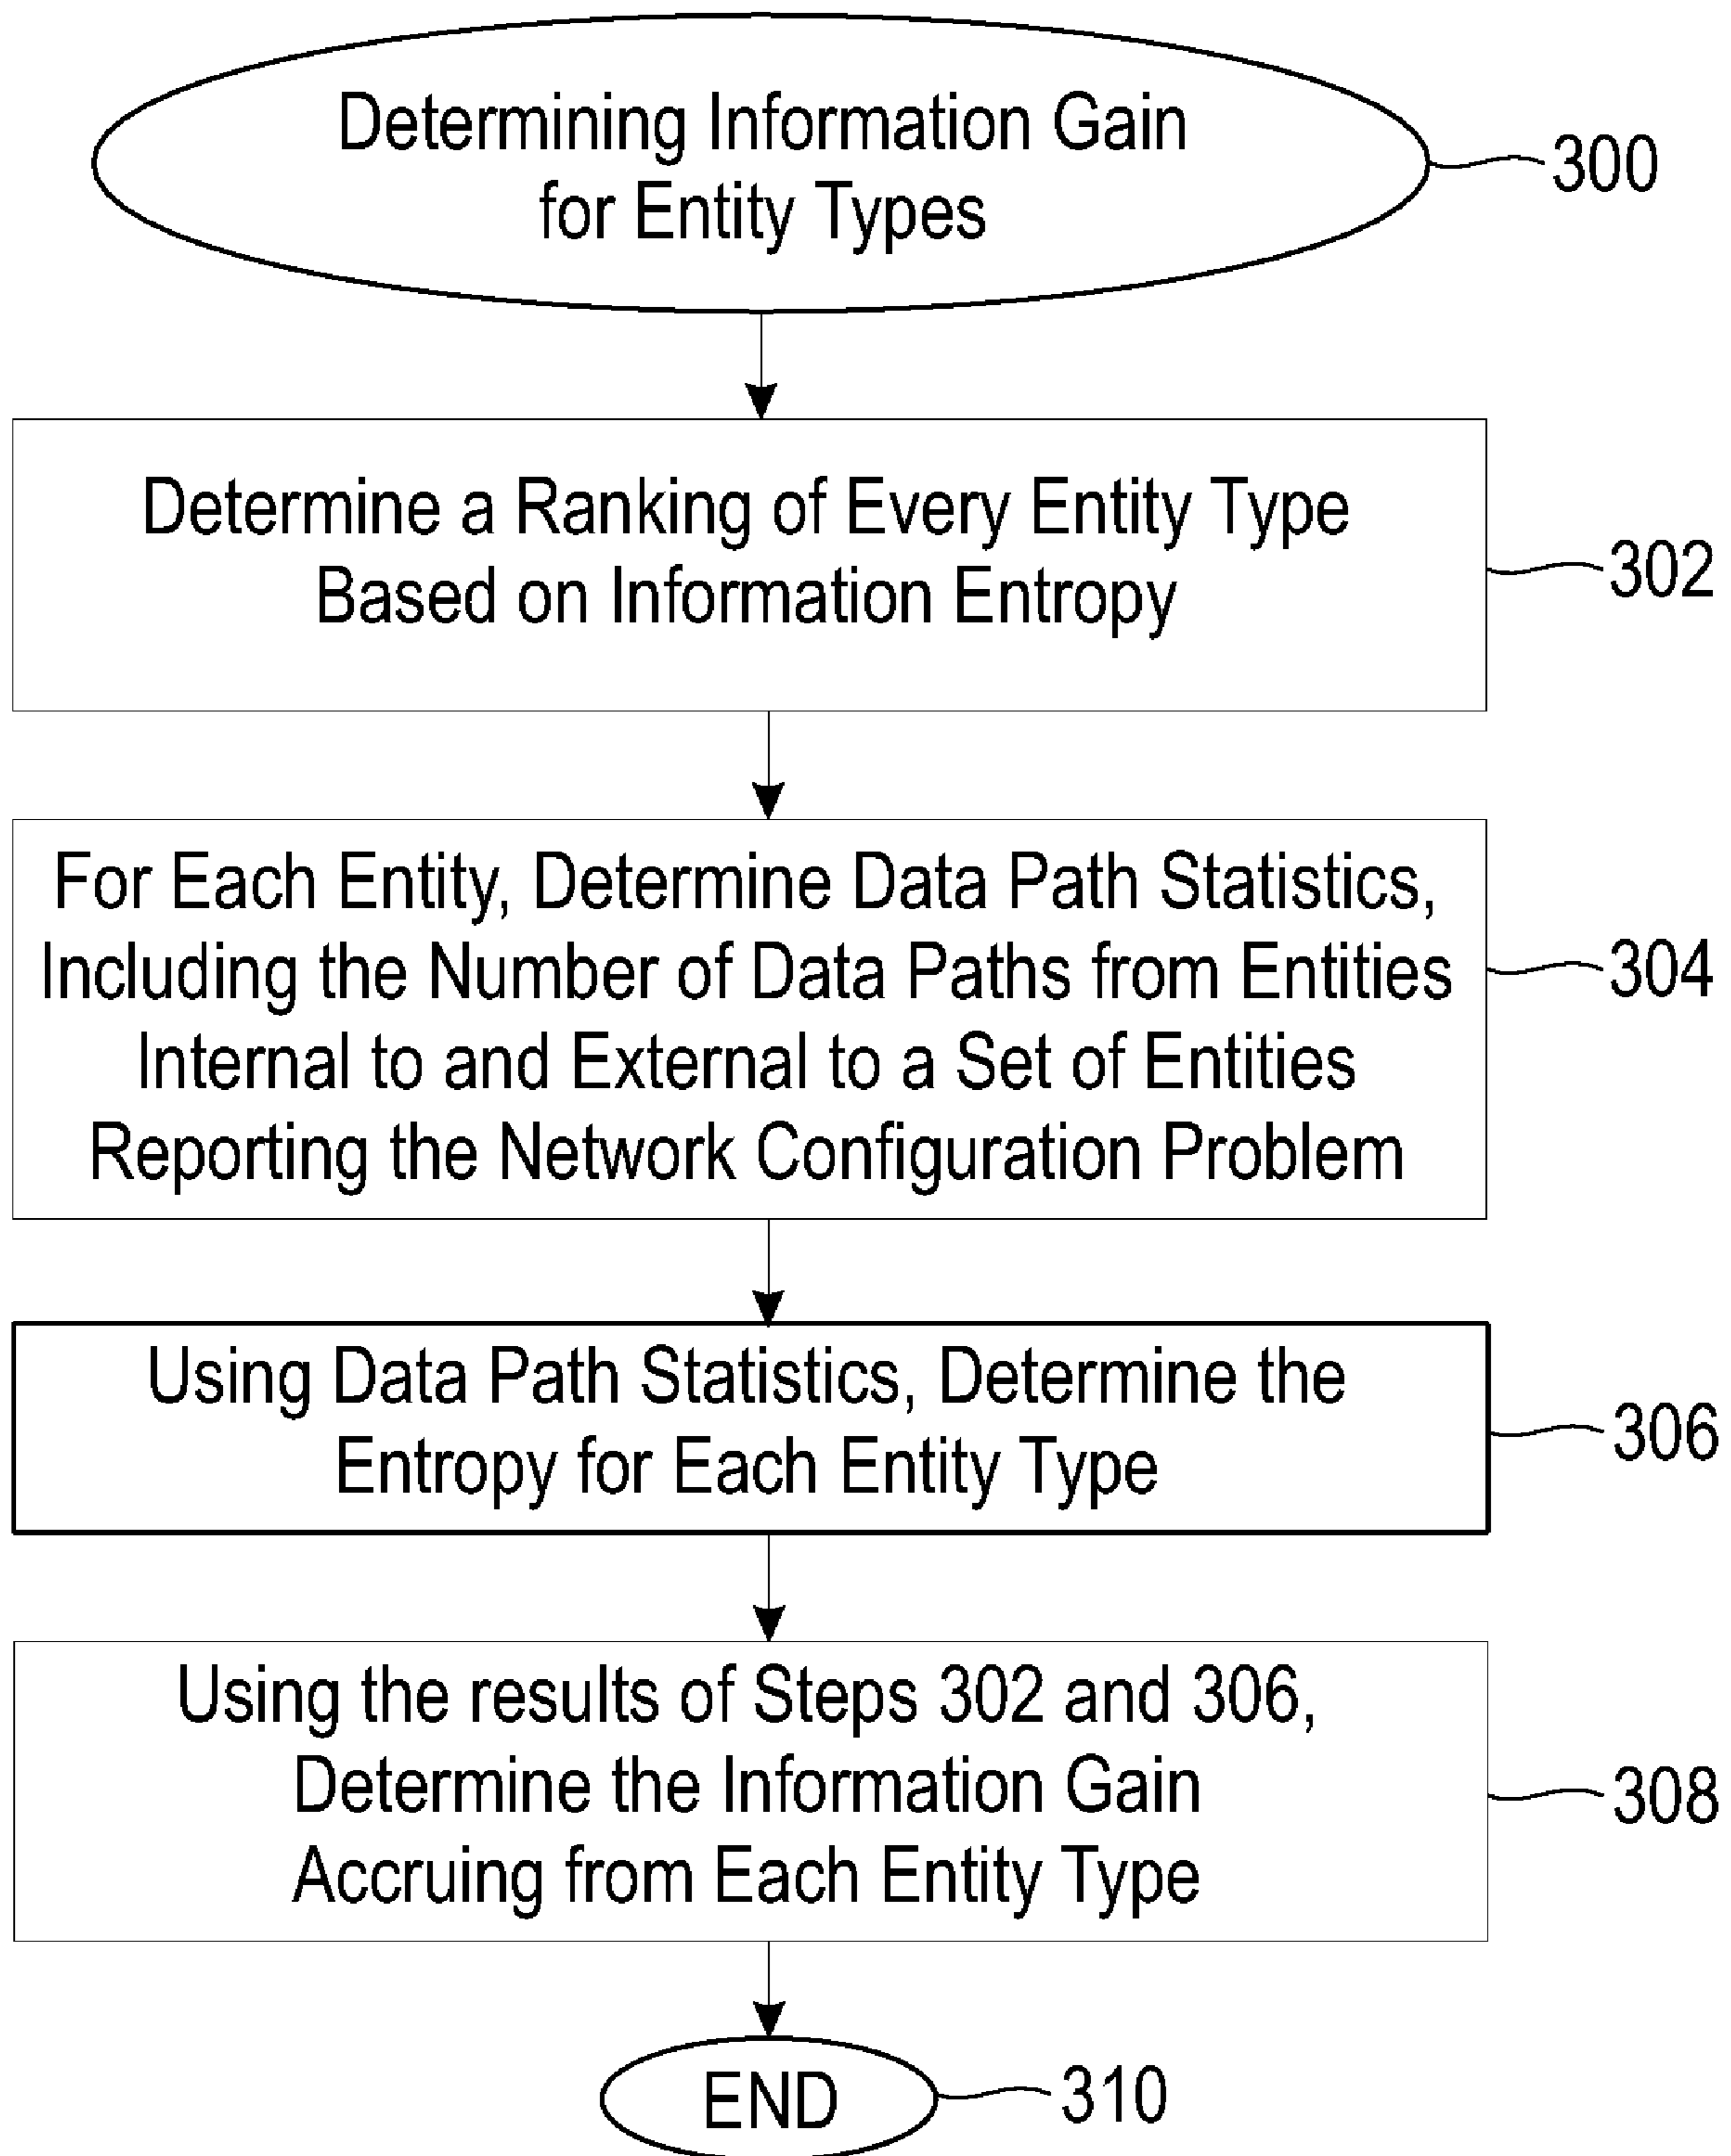 Determining Information Gain
for Entity Types
300
Determine a Ranking of Every Entity Type
Based on Information Entropy
302
For Each Entity, Determine Data Path Statistics,
Including the Number of Data Paths from Entities
Internal to and External to a Set of Entities
Reporting the Network Configuration Problem
304
Using Data Path Statistics, Determine the
Entropy for Each Entity Type
306
Using the results of Steps 302 and 306,
Determine the Information Gain
Accruing from Each Entity Type
308
END
310